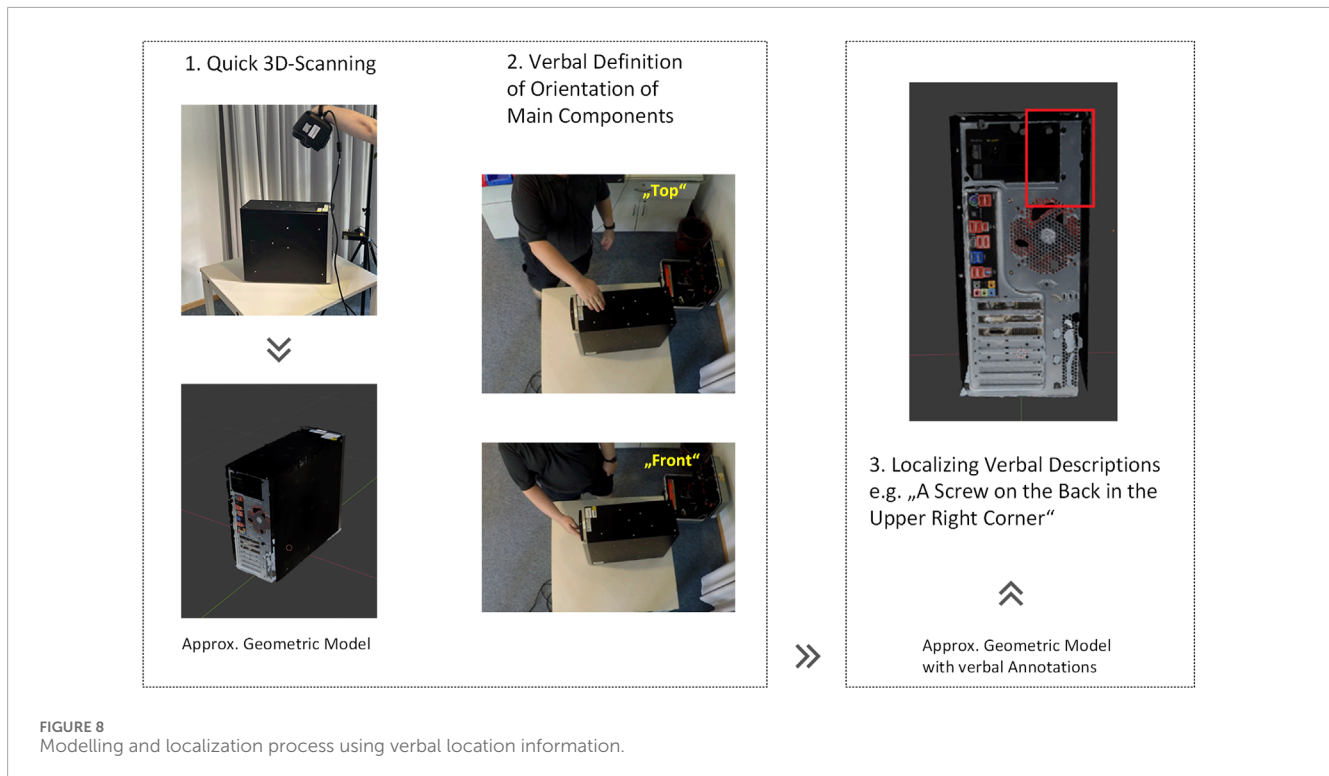 1. Quick 3D-Scanning
2. Verbal Definition
of Orientation of
Main Components
„Top“
„Front“
Approx. Geometric Model
3. Localizing Verbal Descriptions
e.g. „A Screw on the Back in the
Upper Right Corner“
Approx. Geometric Model
with verbal Annotations
FIGURE 8
Modelling and localization process using verbal location information.